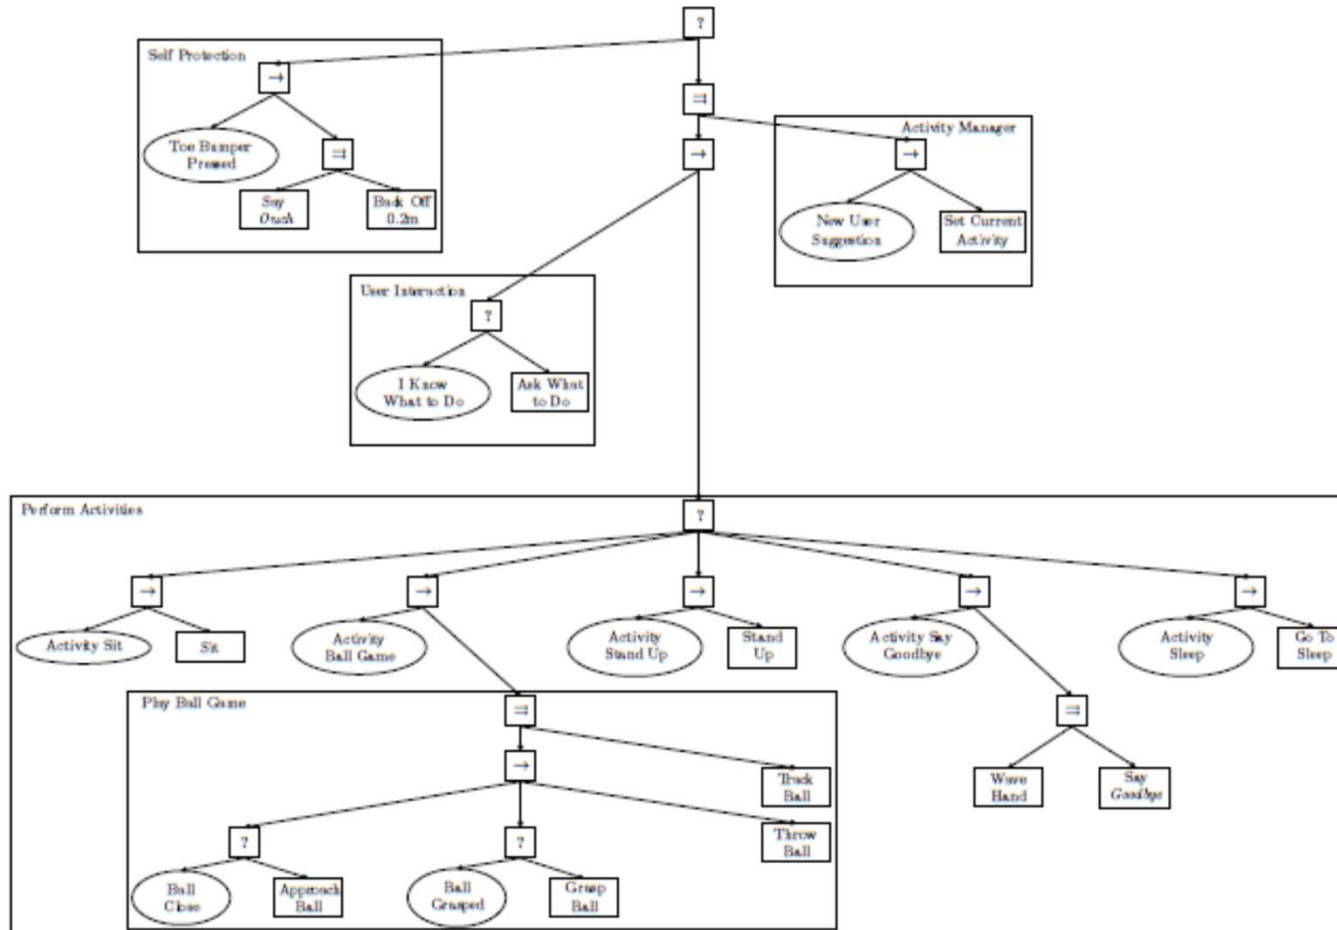 ?
Self Protection
→
⇉
Activity Manager
→
→
Toe Bumper
Pressed
⇉
Say
Ouch
Back Off
0.2m
New User
Suggestion
Set Current
Activity
User Interaction
?
I Know
What to Do
Ask What
to Do
Perform Activities
?
→
→
→
→
→
Activity Sit
Sit
Activity
Ball Game
Activity
Stand Up
Stand
Up
Activity Say
Goodbye
Activity
Sleep
Go To
Sleep
Play Ball Game
⇉
⇉
→
Track
Ball
Wave
Hand
Say
Goodbye
?
?
Throw
Ball
Ball
Close
Approach
Ball
Ball
Grasped
Grasp
Ball